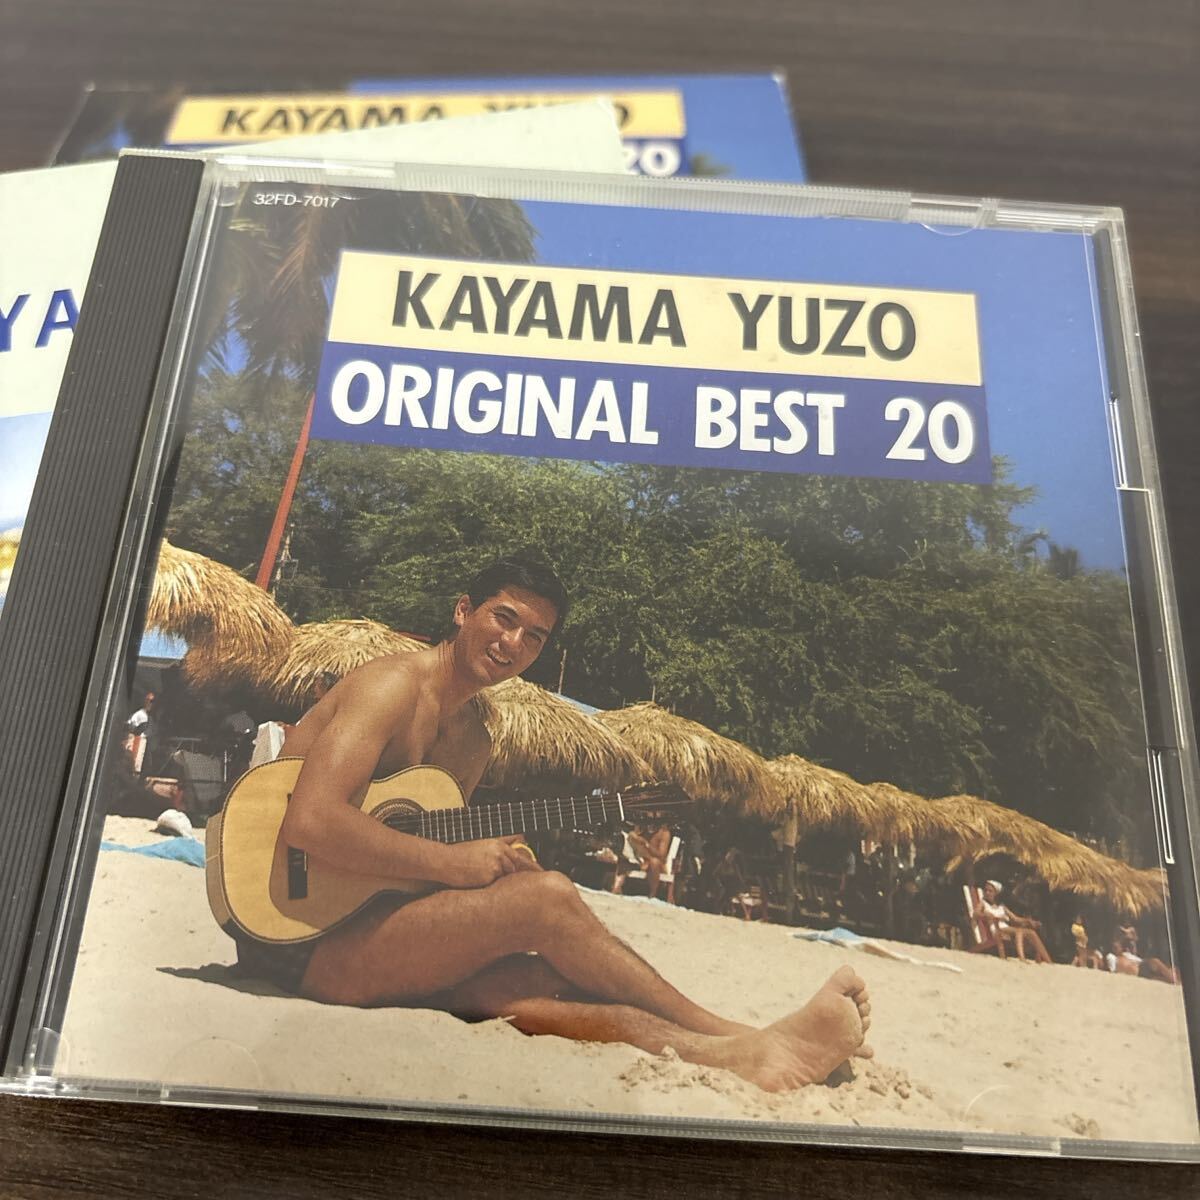 KAYAMA YUZO
20
YA
32FD-7017
KAYAMA YUZO
ORIGINAL BEST 20